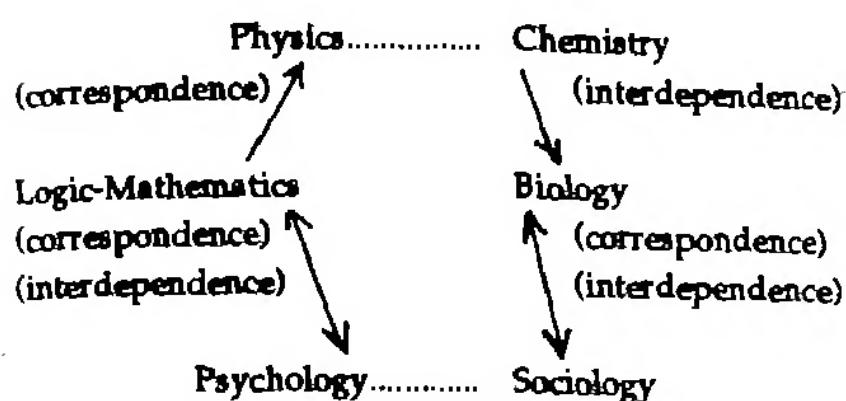 Physics................ Chemistry
(correspondence) (interdependence)
Logic-Mathematics Biology
(correspondence) (correspondence)
(interdependence) (interdependence)
Psychology............. Sociology